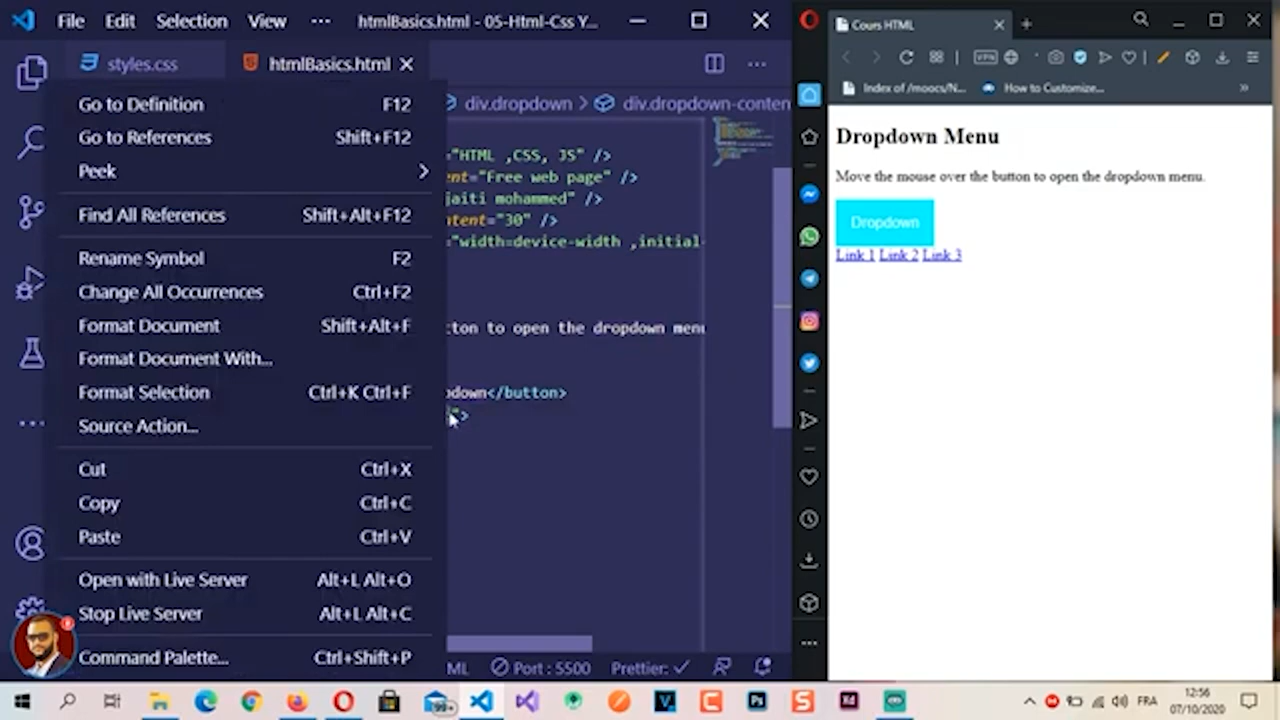 File Edit Selection View ··· htmlBasics.html - 05-Html-Css Y...
styles.css htmlBasics.html
div.dropdown > div.dropdown-conten
Go to Definition F12
Go to References Shift+F12
Peek
Find All References Shift+Alt+F12
Rename Symbol F2
Change All Occurrences Ctrl+F2
Format Document Shift+Alt+F
Format Document With...
Format Selection Ctrl+K Ctrl+F
Source Action...
Cut Ctrl+X
Copy Ctrl+C
Paste Ctrl+V
Open with Live Server Alt+L Alt+O
Stop Live Server Alt+L Alt+C
Command Palette... Ctrl+Shift+P
="HTML ,CSS, JS" />
ent="Free web page" />
jaiti mohammed" />
tent="30" />
="width=device-width ,initial-
tton to open the dropdown menu
pdown</button>
">
ML Port : 5500 Prettier: ✓
Cours HTML
VPN
Index of /moocs/N... How to Customize... »
Dropdown Menu
Move the mouse over the button to open the dropdown menu.
Dropdown
Link 1 Link 2 Link 3
99+
FRA
12:56
07/10/2020